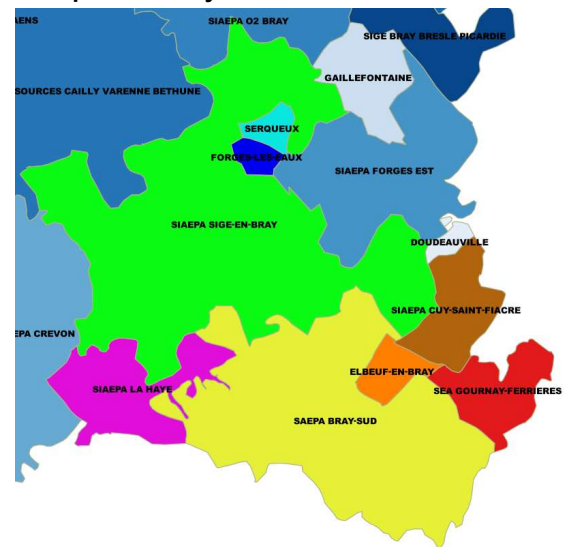 AENS
SIAEPA O2 BRAY
SIGE BRAY BRESLE PICARDIE
GAILLEFONTAINE
SOURCES CAILLY VARENNE BETHUNE
SERQUEUX
FORGES-LES-EAUX
SIAEPA FORGES EST
SIAEPA SIGE-EN-BRAY
DOUDEAUVILLE
SIAEPA CUY-SAINT-FIACRE
EPA CREVON
ELBEUF-EN-BRAY
SIAEPA LA HAYE
SEA GOURNAY-FERRIERES
SAEPA BRAY-SUD